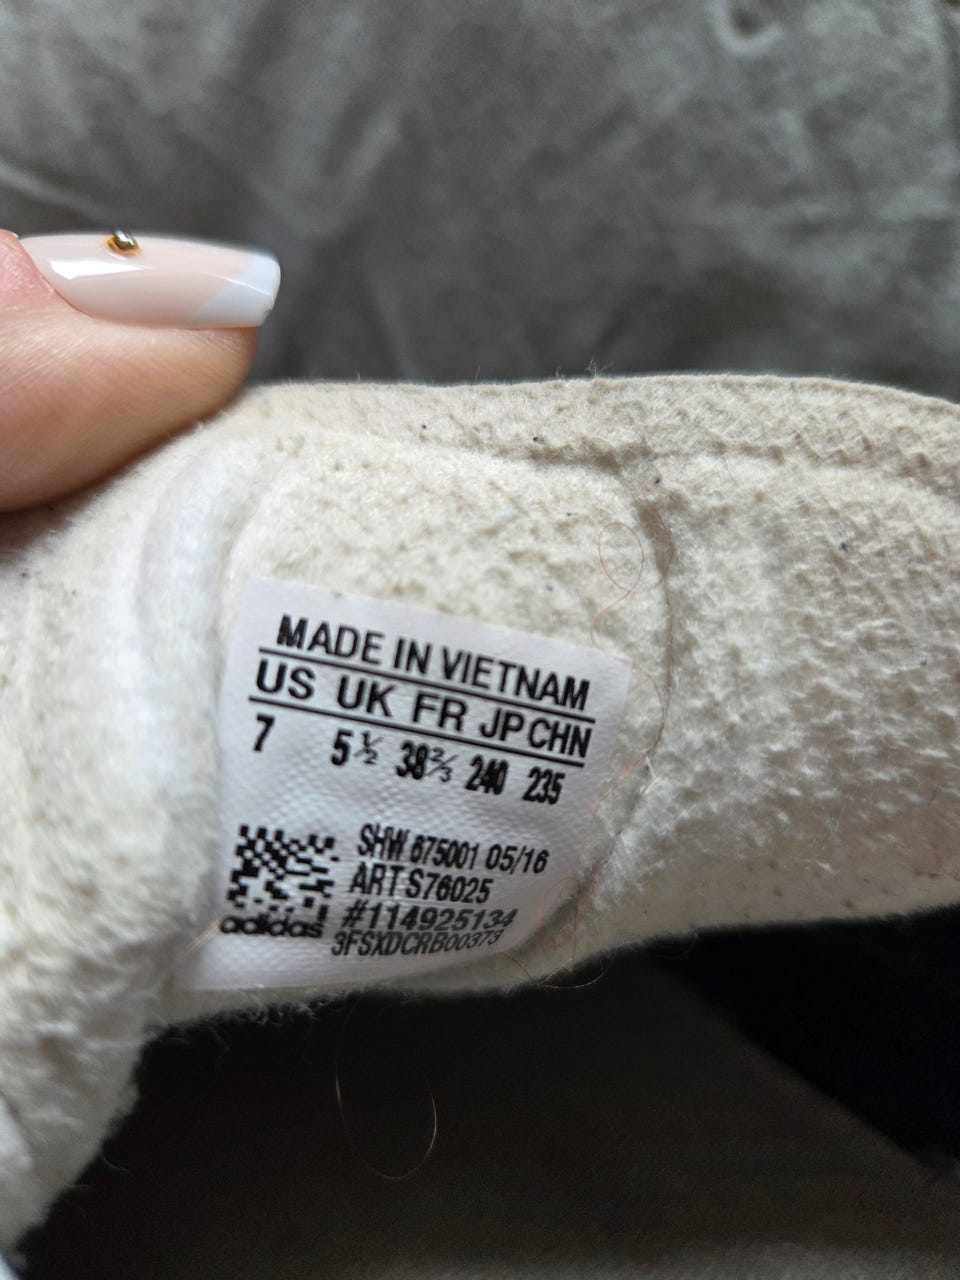 MADE IN VIETNAM
US UK FR JP CHN
7 5½ 38⅔ 240 235
SHW 675001 05/16
ART S76025
#114925134
adidas 3FSXDCRB00373